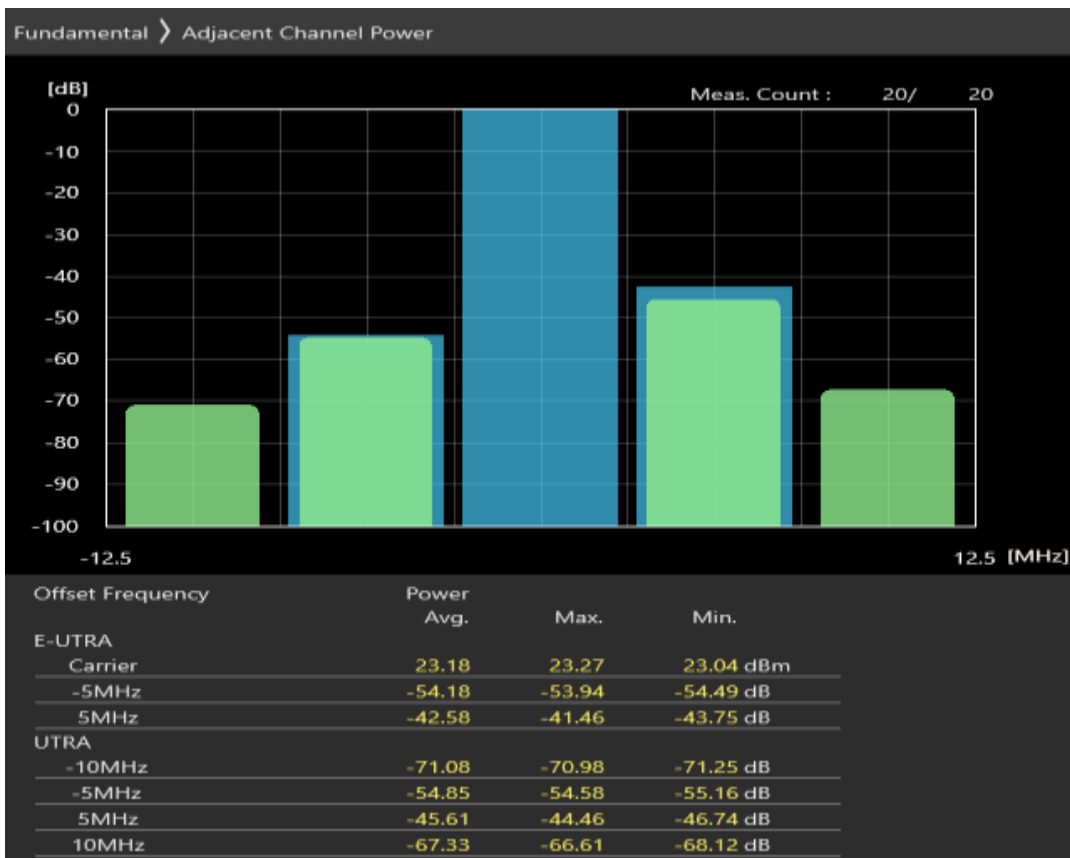 Fundamental 〉 Adjacent Channel Power
[dB]
Meas. Count : 20/ 20
0
-10
-20
-30
-40
-50
-60
-70
-80
-90
-100
-12.5 12.5 [MHz]
Offset Frequency Power
Avg. Max. Min.
E-UTRA
Carrier 23.18 23.27 23.04 dBm
-5MHz -54.18 -53.94 -54.49 dB
5MHz -42.58 -41.46 -43.75 dB
UTRA
-10MHz -71.08 -70.98 -71.25 dB
-5MHz -54.85 -54.58 -55.16 dB
5MHz -45.61 -44.46 -46.74 dB
10MHz -67.33 -66.61 -68.12 dB